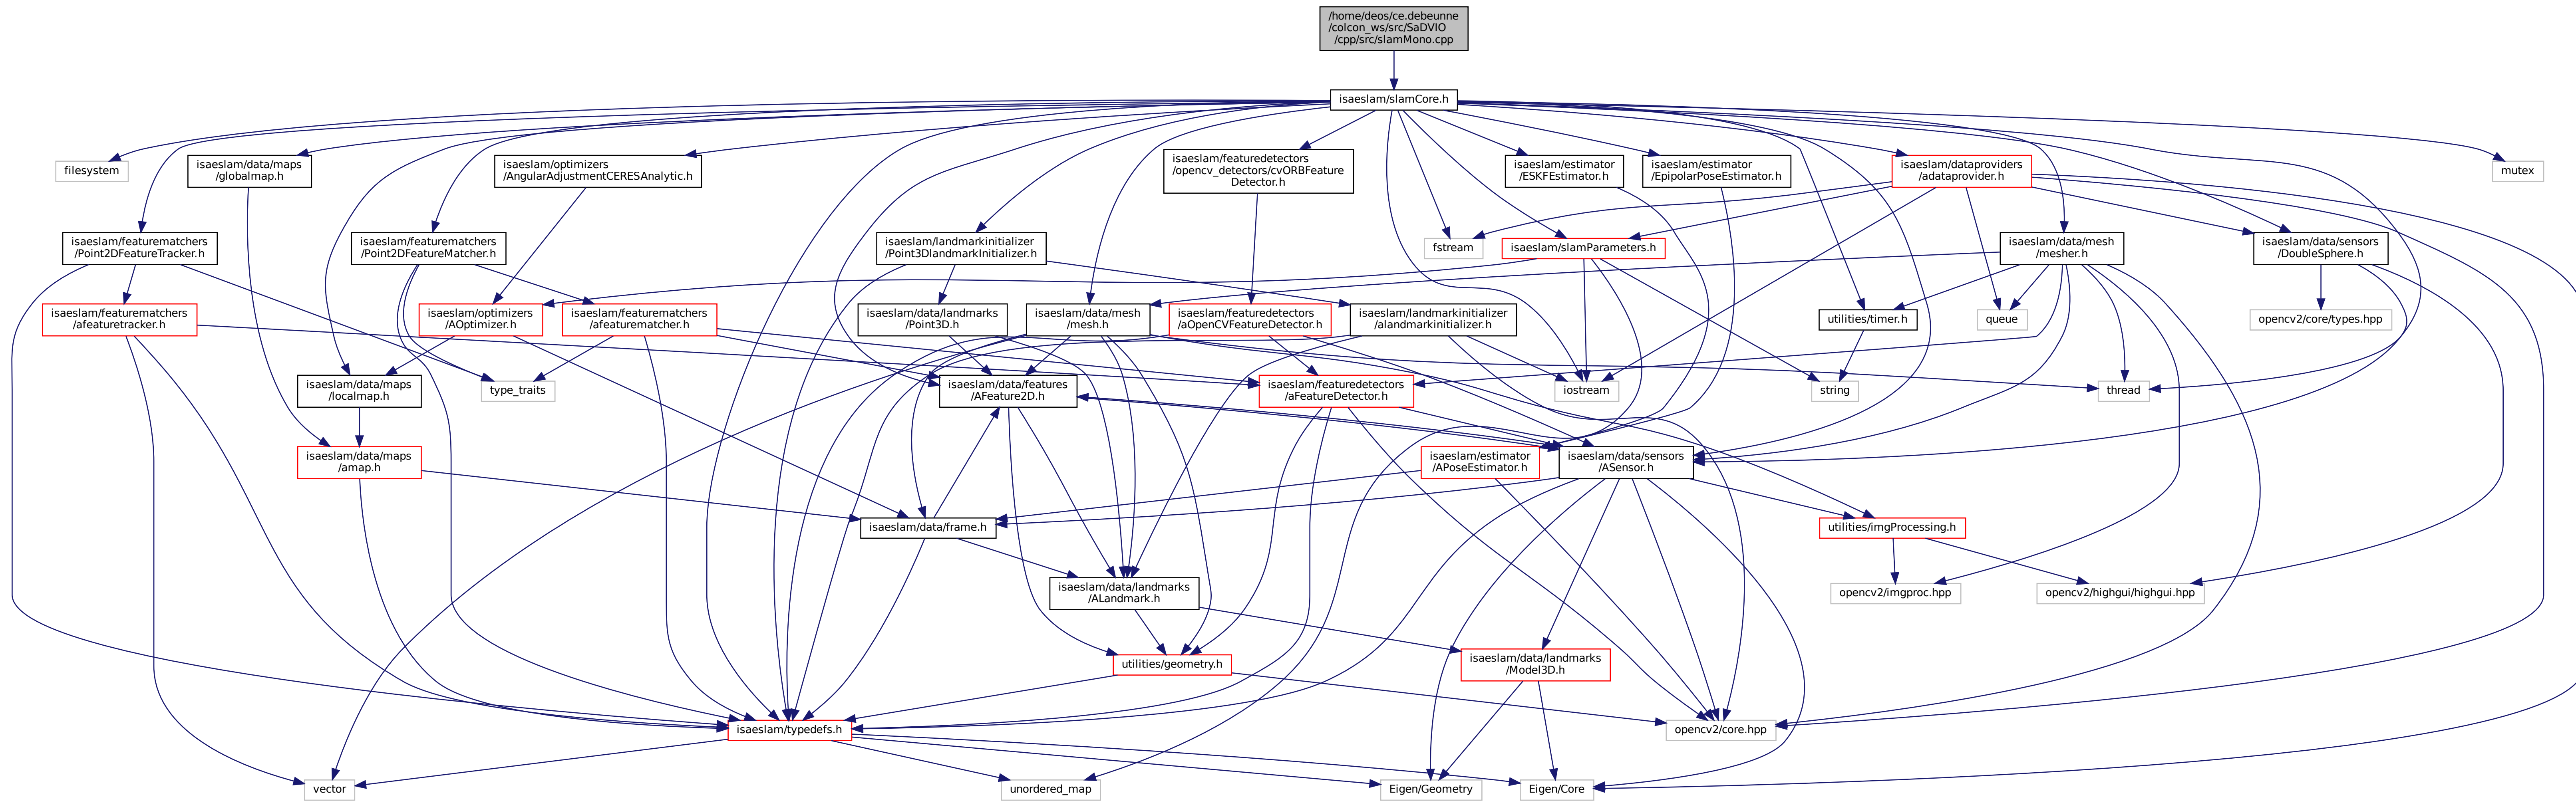 /home/deos/ce.debeunne
/colcon_ws/src/SaDVIO
/cpp/src/slamMono.cpp
isaeslam/slamCore.h
filesystem
isaeslam/data/maps
/globalmap.h
isaeslam/optimizers
/AngularAdjustmentCERESAnalytic.h
isaeslam/featuredetectors
/opencv_detectors/cvORBFeature
Detector.h
isaeslam/estimator
/ESKFEstimator.h
isaeslam/estimator
/EpipolarPoseEstimator.h
isaeslam/dataproviders
/adataprovider.h
mutex
isaeslam/featurematchers
/Point2DFeatureTracker.h
isaeslam/featurematchers
/Point2DFeatureMatcher.h
isaeslam/landmarkinitializer
/Point3DlandmarkInitializer.h
fstream
isaeslam/slamParameters.h
isaeslam/data/mesh
/mesher.h
isaeslam/data/sensors
/DoubleSphere.h
isaeslam/featurematchers
/afeaturetracker.h
isaeslam/optimizers
/AOptimizer.h
isaeslam/featurematchers
/afeaturematcher.h
isaeslam/data/landmarks
/Point3D.h
isaeslam/data/mesh
/mesh.h
isaeslam/featuredetectors
/aOpenCVFeatureDetector.h
isaeslam/landmarkinitializer
/alandmarkinitializer.h
utilities/timer.h
queue
opencv2/core/types.hpp
isaeslam/data/maps
/localmap.h
type_traits
isaeslam/data/features
/AFeature2D.h
isaeslam/featuredetectors
/aFeatureDetector.h
iostream
string
thread
isaeslam/data/maps
/amap.h
isaeslam/estimator
/APoseEstimator.h
isaeslam/data/sensors
/ASensor.h
isaeslam/data/frame.h
utilities/imgProcessing.h
isaeslam/data/landmarks
/ALandmark.h
opencv2/imgproc.hpp
opencv2/highgui/highgui.hpp
utilities/geometry.h
isaeslam/data/landmarks
/Model3D.h
isaeslam/typedefs.h
opencv2/core.hpp
vector
unordered_map
Eigen/Geometry
Eigen/Core